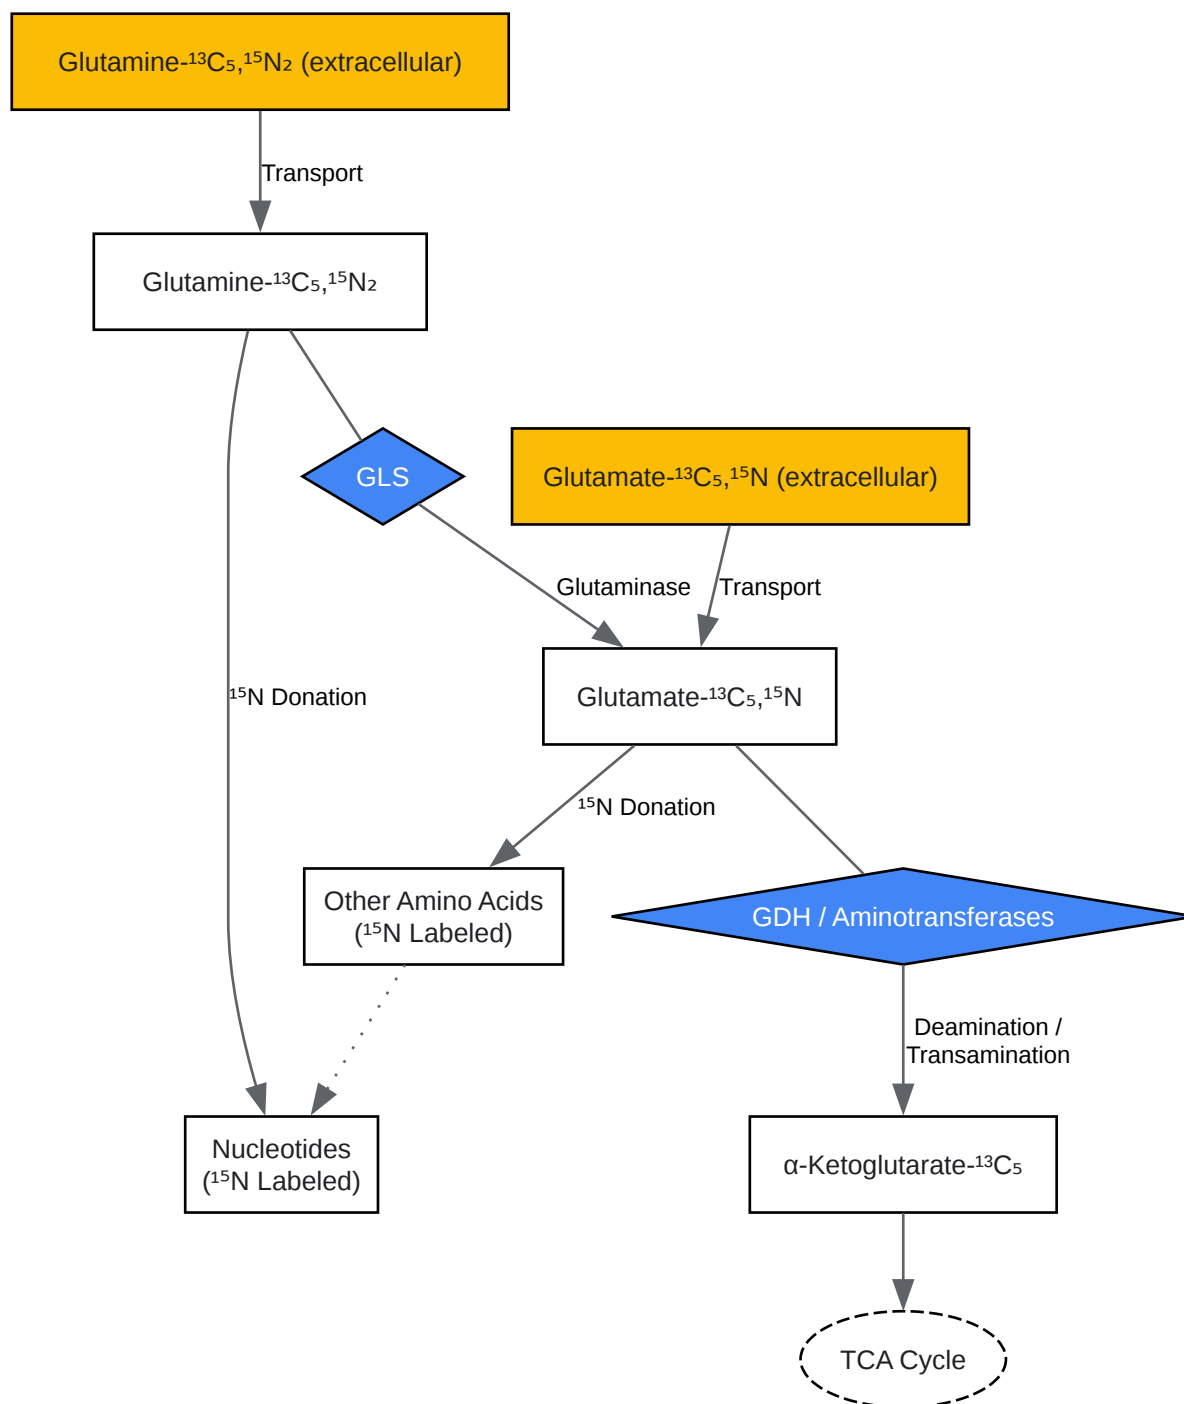 Glutamine-¹³C₅,¹⁵N₂ (extracellular)
Transport
Glutamine-¹³C₅,¹⁵N₂
GLS
Glutamate-¹³C₅,¹⁵N (extracellular)
Glutaminase
Transport
¹⁵N Donation
Glutamate-¹³C₅,¹⁵N
¹⁵N Donation
Other Amino Acids
(¹⁵N Labeled)
GDH / Aminotransferases
Deamination /
Transamination
Nucleotides
(¹⁵N Labeled)
α-Ketoglutarate-¹³C₅
TCA Cycle